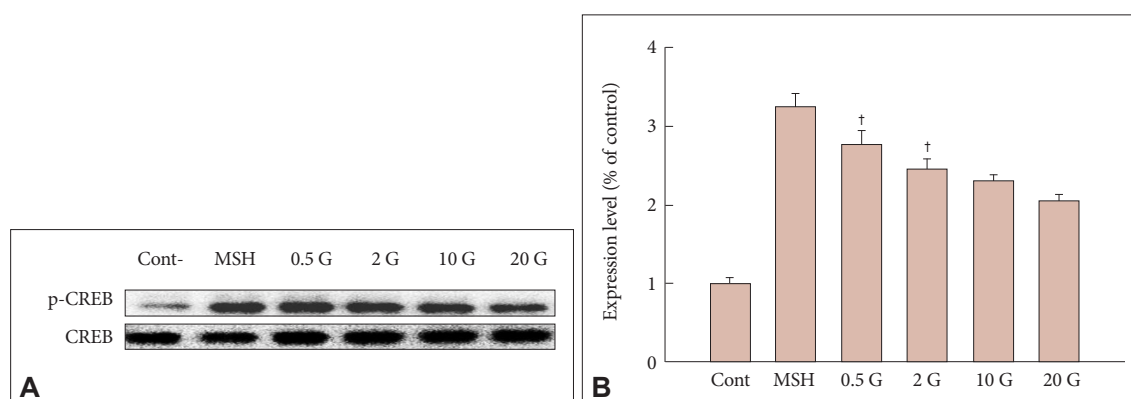 Cont- MSH 0.5 G 2 G 10 G 20 G
p-CREB
CREB
A
Expression level (% of control)
4
3
2
1
0
† †
Cont MSH 0.5 G 2 G 10 G 20 G
B